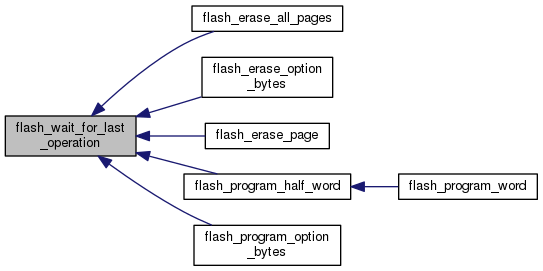 flash_erase_all_pages
flash_erase_option
_bytes
flash_wait_for_last
_operation
flash_erase_page
flash_program_half_word
flash_program_word
flash_program_option
_bytes